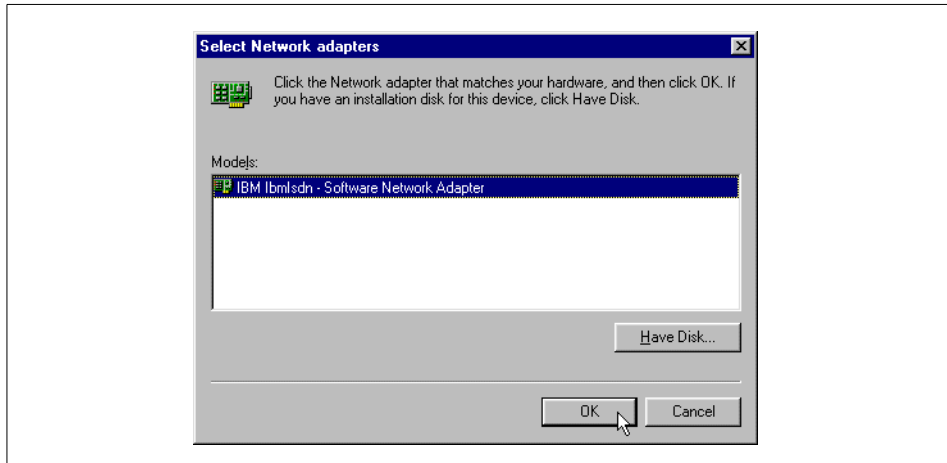 Select Network adapters
Click the Network adapter that matches your hardware, and then click OK. If
you have an installation disk for this device, click Have Disk.
Models:
IBM IbmIsdn - Software Network Adapter
Have Disk...
OK
Cancel